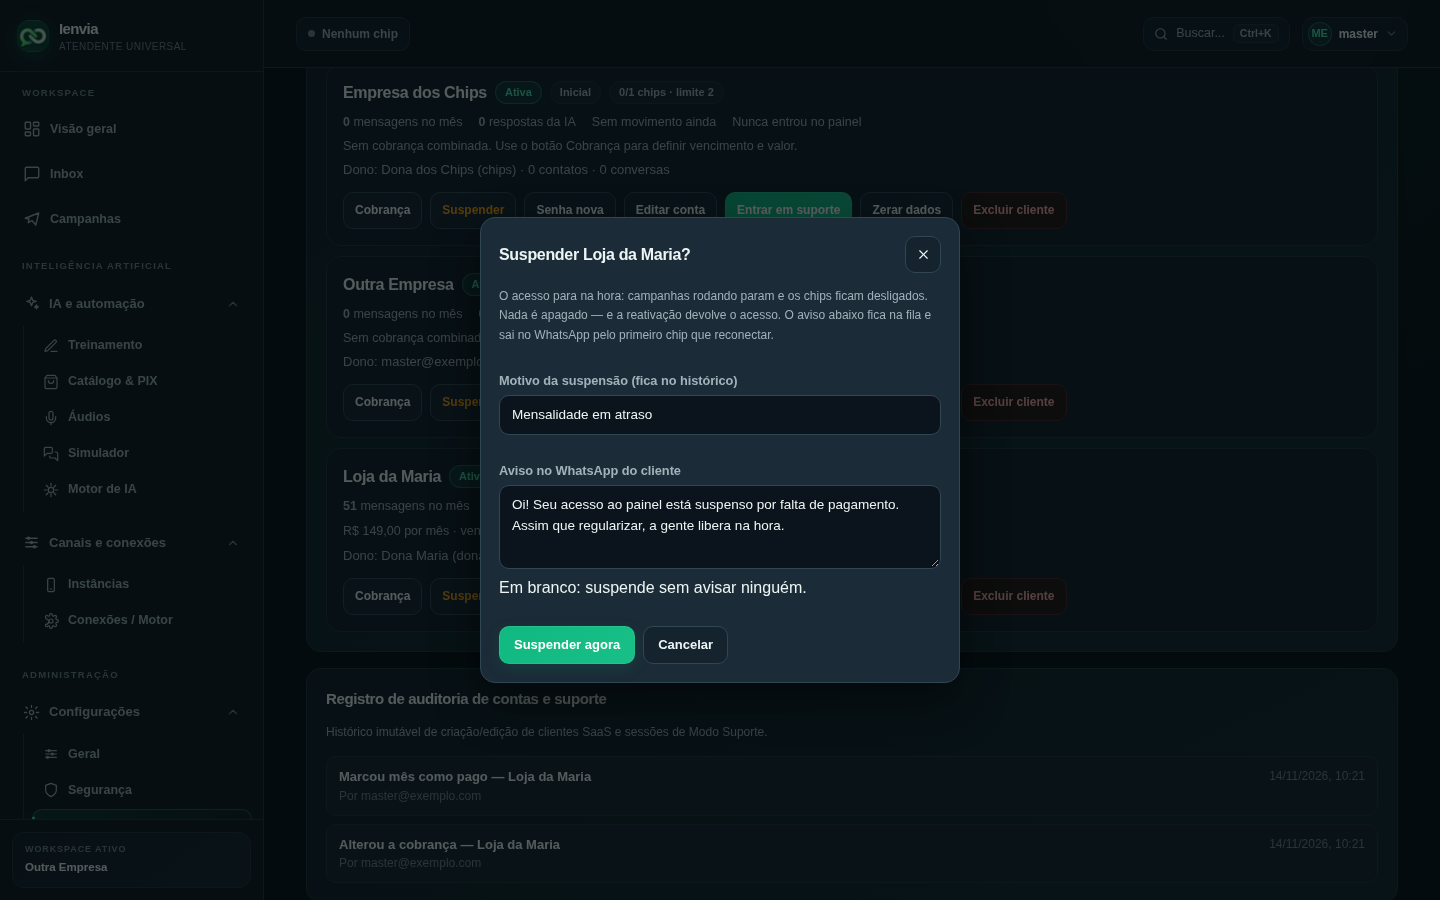 Ienvia
ATENDENTE UNIVERSAL
Nenhum chip
Buscar...
Ctrl+K
ME
master
WORKSPACE
Visão geral
Inbox
Campanhas
INTELIGÊNCIA ARTIFICIAL
IA e automação
Treinamento
Catálogo & PIX
Áudios
Simulador
Motor de IA
Canais e conexões
Instâncias
Conexões / Motor
ADMINISTRAÇÃO
Configurações
Geral
Segurança
WORKSPACE ATIVO
Outra Empresa
Empresa dos Chips
Ativa
Inicial
0/1 chips · limite 2
0 mensagens no mês 0 respostas da IA Sem movimento ainda Nunca entrou no painel
Sem cobrança combinada. Use o botão Cobrança para definir vencimento e valor.
Dono: Dona dos Chips (chips) · 0 contatos · 0 conversas
Cobrança
Suspender
Senha nova
Editar conta
Entrar em suporte
Zerar dados
Excluir cliente
Outra Empresa
0 mensagens no mês
Sem cobrança
Dono:
Cobrança
Excluir cliente
Loja da Maria
51 mensagens no mês
R$ 149,00 por mês ·
Dono: Dona Maria
Cobrança
Excluir cliente
Suspender Loja da Maria?
O acesso para na hora: campanhas rodando param e os chips ficam desligados.
Nada é apagado — e a reativação devolve o acesso. O aviso abaixo fica na fila e
sai no WhatsApp pelo primeiro chip que reconectar.
Motivo da suspensão (fica no histórico)
Mensalidade em atraso
Aviso no WhatsApp do cliente
Oi! Seu acesso ao painel está suspenso por falta de pagamento.
Assim que regularizar, a gente libera na hora.
Em branco: suspende sem avisar ninguém.
Suspender agora
Cancelar
Registro de auditoria de contas e suporte
Histórico imutável de criação/edição de clientes SaaS e sessões de Modo Suporte.
Marcou mês como pago — Loja da Maria
14/11/2026, 10:21
Por master@exemplo.com
Alterou a cobrança — Loja da Maria
14/11/2026, 10:21
Por master@exemplo.com